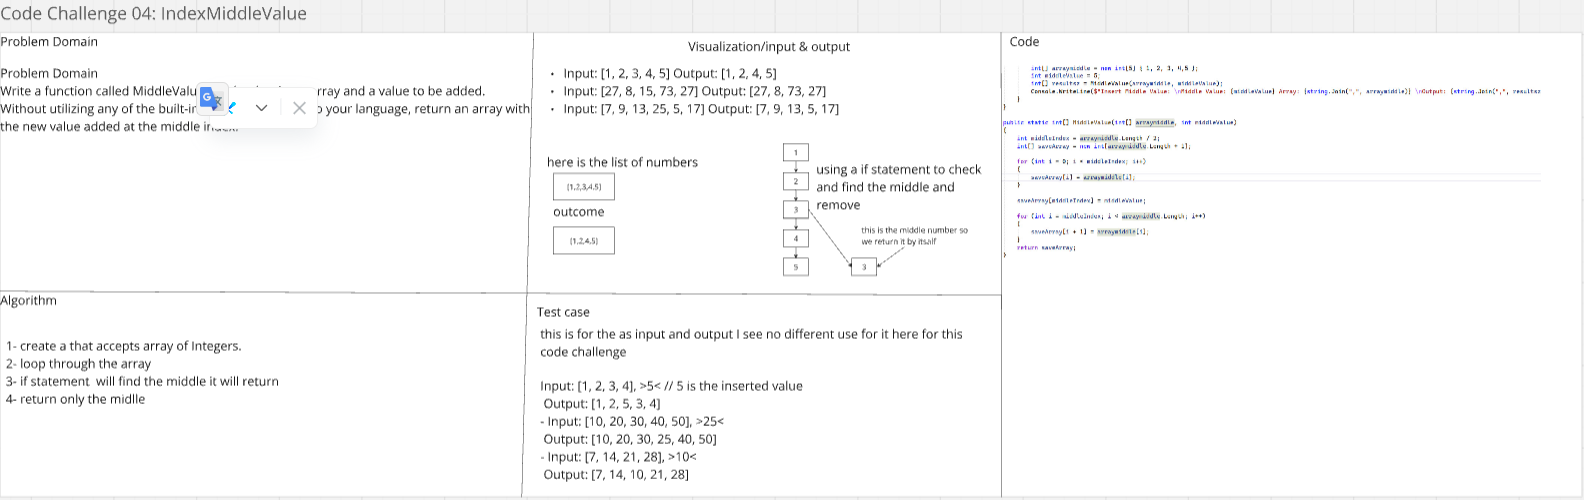 Code Challenge 04: IndexMiddleValue
Problem Domain
Problem Domain
Write a function called MiddleValu rray and a value to be added.
Without utilizing any of the built-in o your language, return an array with
the new value added at the middle index.
Visualization/input & output
• Input: [1, 2, 3, 4, 5] Output: [1, 2, 4, 5]
• Input: [27, 8, 15, 73, 27] Output: [27, 8, 73, 27]
• Input: [7, 9, 13, 25, 5, 17] Output: [7, 9, 13, 5, 17]
here is the list of numbers
[1,2,3,4,5]
outcome
[1,2,4,5]
1
2
3
4
5
using a if statement to check
and find the middle and
remove
this is the middle number so
we return it by itself
3
Algorithm
1- create a that accepts array of Integers.
2- loop through the array
3- if statement will find the middle it will return
4- return only the midlle
Test case
this is for the as input and output I see no different use for it here for this
code challenge
Input: [1, 2, 3, 4], >5< // 5 is the inserted value
Output: [1, 2, 5, 3, 4]
- Input: [10, 20, 30, 40, 50], >25<
Output: [10, 20, 30, 25, 40, 50]
- Input: [7, 14, 21, 28], >10<
Output: [7, 14, 10, 21, 28]
Code
int[] arraymiddle = new int[5] { 1, 2, 3, 4,5 };
int middleValue = 6;
int[] resultsz = MiddleValue(arraymiddle, middleValue);
Console.WriteLine($"Insert Middle Value: \nMiddle Value: {middleValue} Array: {string.Join(",", arraymiddle)} \nOutput: {string.Join(",", resultsz
}
}
public static int[] MiddleValue(int[] arraymiddle, int middleValue)
{
int middleIndex = arraymiddle.Length / 2;
int[] saveArray = new int[arraymiddle.Length + 1];
for (int i = 0; i < middleIndex; i++)
{
saveArray[i] = arraymiddle[i];
}
saveArray[middleIndex] = middleValue;
for (int i = middleIndex; i < arraymiddle.Length; i++)
{
saveArray[i + 1] = arraymiddle[i];
}
return saveArray;
}